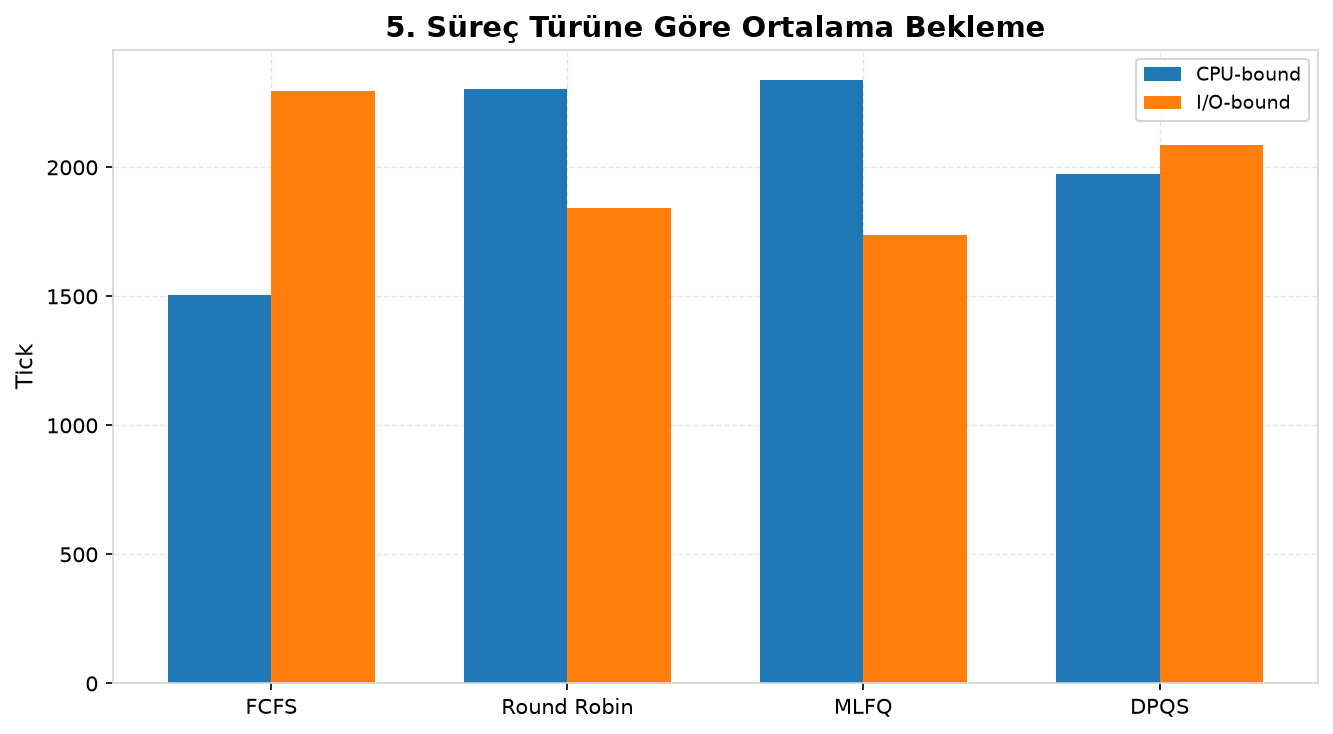 5. Süreç Türüne Göre Ortalama Bekleme
CPU-bound
I/O-bound
Tick
2000
1500
1000
500
0
FCFS
Round Robin
MLFQ
DPQS